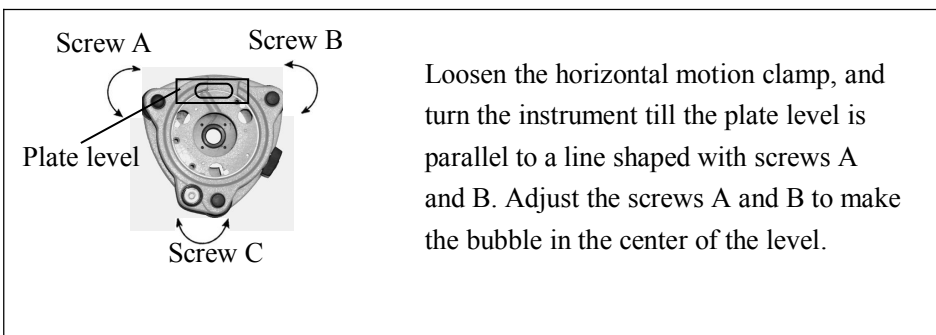 Screw A
Screw B
Plate level
Screw C
Loosen the horizontal motion clamp, and
turn the instrument till the plate level is
parallel to a line shaped with screws A
and B. Adjust the screws A and B to make
the bubble in the center of the level.